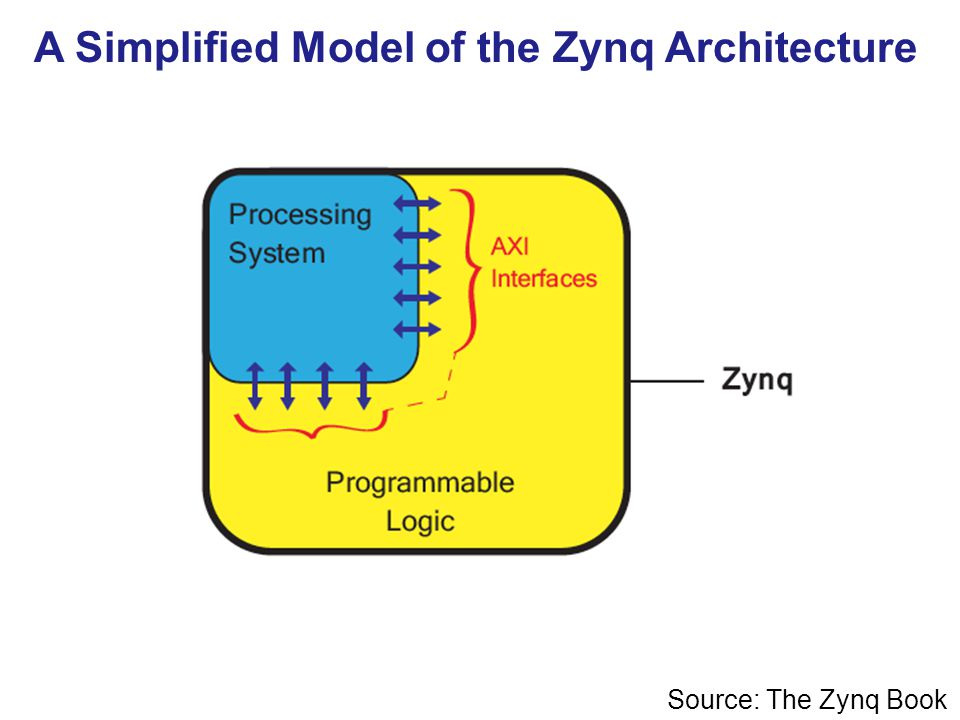 A Simplified Model of the Zynq Architecture
Processing
System
AXI
Interfaces
Zynq
Programmable
Logic
Source: The Zynq Book